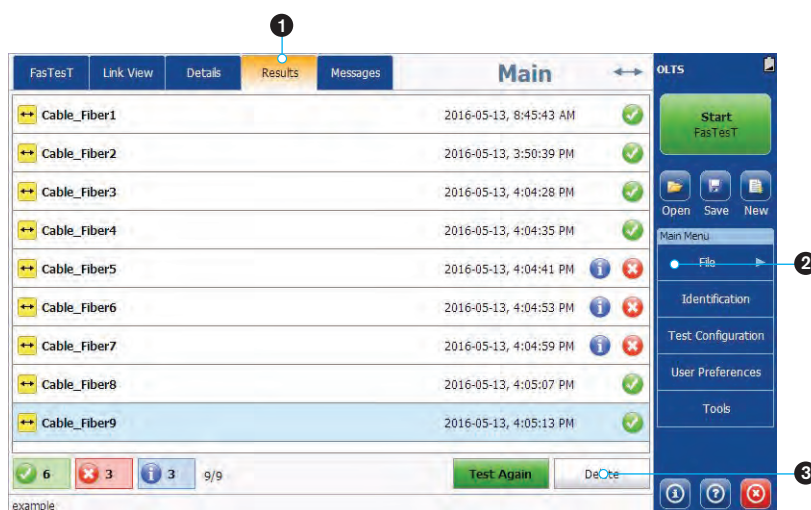 1
FasTesT Link View Details Results Messages Main OLTS
Cable_Fiber1 2016-05-13, 8:45:43 AM
Start
FasTesT
Cable_Fiber2 2016-05-13, 3:50:39 PM
Cable_Fiber3 2016-05-13, 4:04:28 PM
Open Save New
Cable_Fiber4 2016-05-13, 4:04:35 PM
Main Menu
Cable_Fiber5 2016-05-13, 4:04:41 PM
File 2
Cable_Fiber6 2016-05-13, 4:04:53 PM
Identification
Cable_Fiber7 2016-05-13, 4:04:59 PM
Test Configuration
User Preferences
Cable_Fiber8 2016-05-13, 4:05:07 PM
Tools
Cable_Fiber9 2016-05-13, 4:05:13 PM
6 3 3 9/9 Test Again Delete 3
example